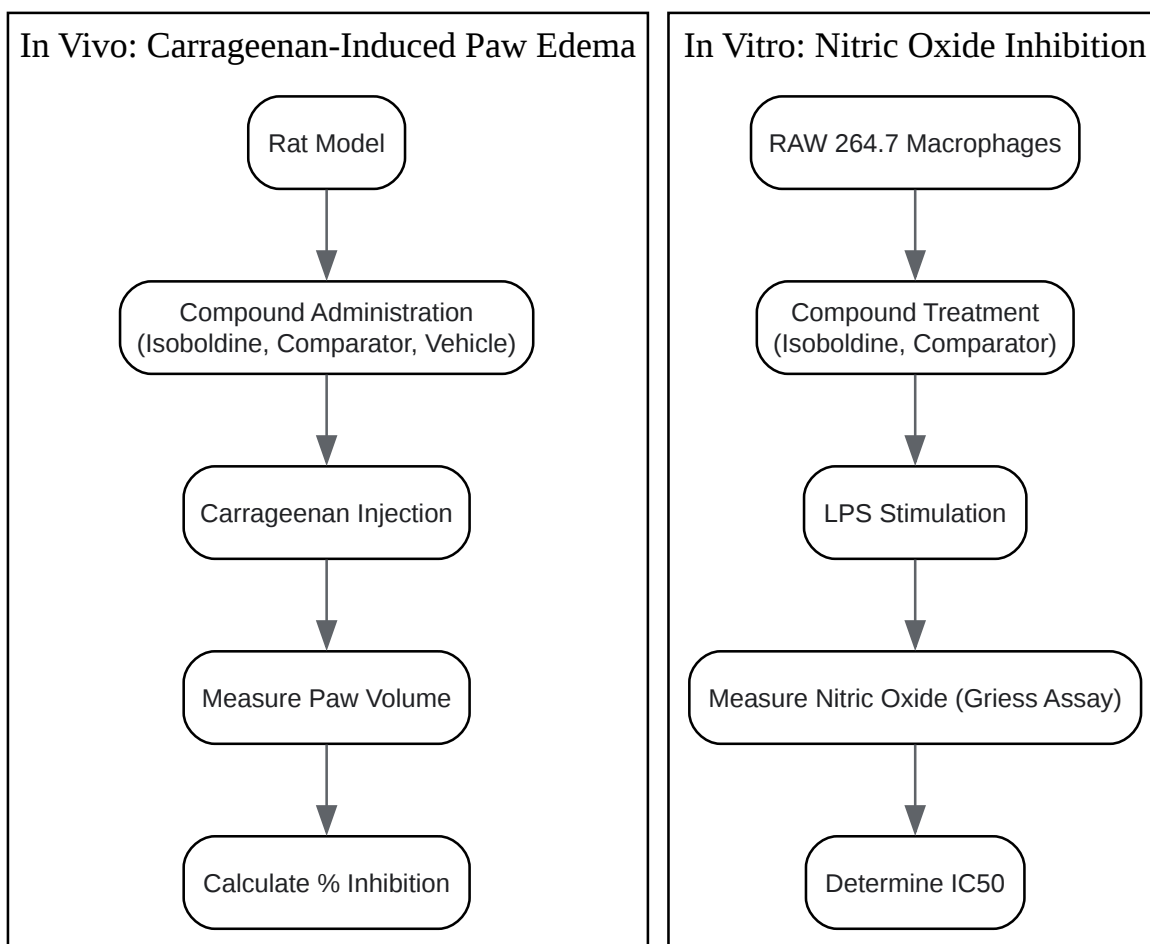 In Vivo: Carrageenan-Induced Paw Edema
Rat Model
Compound Administration
(Isoboldine, Comparator, Vehicle)
Carrageenan Injection
Measure Paw Volume
Calculate % Inhibition
In Vitro: Nitric Oxide Inhibition
RAW 264.7 Macrophages
Compound Treatment
(Isoboldine, Comparator)
LPS Stimulation
Measure Nitric Oxide (Griess Assay)
Determine IC50